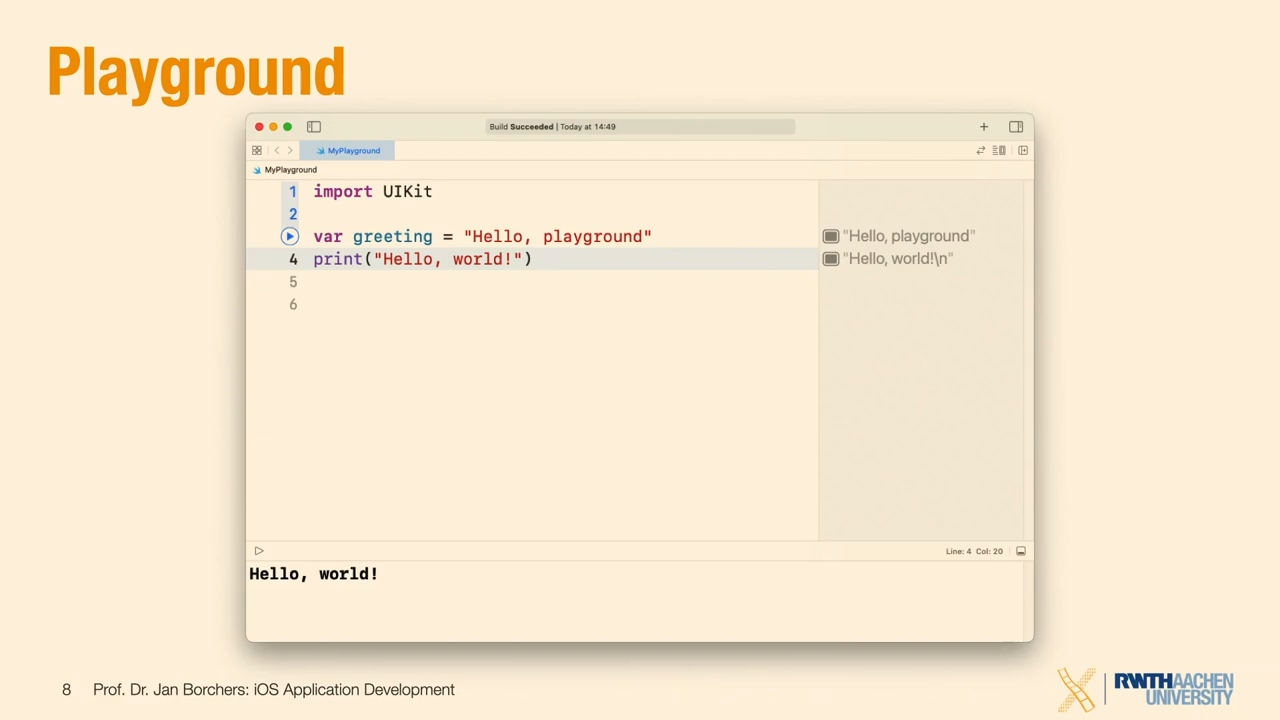 Playground
Build Succeeded | Today at 14:49
MyPlayground
MyPlayground
1 import UIKit
2
var greeting = "Hello, playground"
"Hello, playground"
4 print("Hello, world!")
"Hello, world!\n"
5
6
Line: 4 Col: 20
Hello, world!
8 Prof. Dr. Jan Borchers: iOS Application Development
RWTH AACHEN
UNIVERSITY